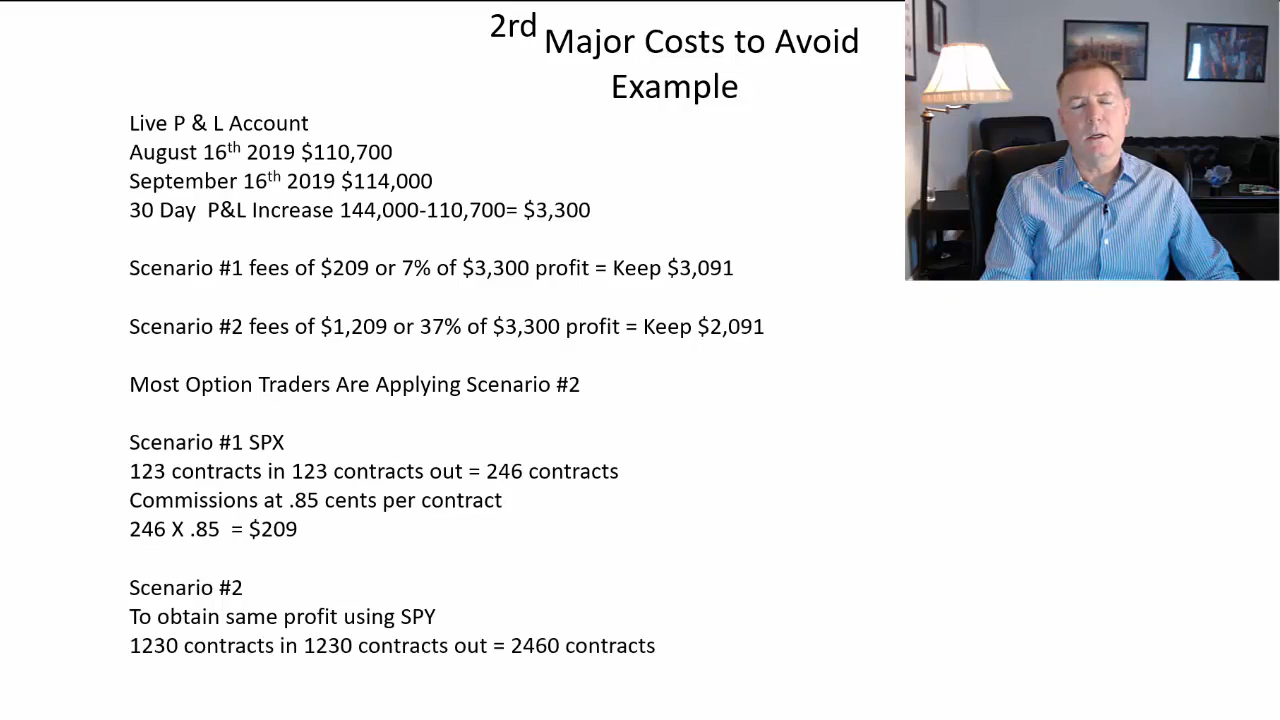 2rd Major Costs to Avoid
Example
Live P & L Account
August 16th 2019 $110,700
September 16th 2019 $114,000
30 Day  P&L Increase 144,000-110,700= $3,300
Scenario #1 fees of $209 or 7% of $3,300 profit = Keep $3,091
Scenario #2 fees of $1,209 or 37% of $3,300 profit = Keep $2,091
Most Option Traders Are Applying Scenario #2
Scenario #1 SPX
123 contracts in 123 contracts out = 246 contracts
Commissions at .85 cents per contract
246 X .85  = $209
Scenario #2
To obtain same profit using SPY
1230 contracts in 1230 contracts out = 2460 contracts